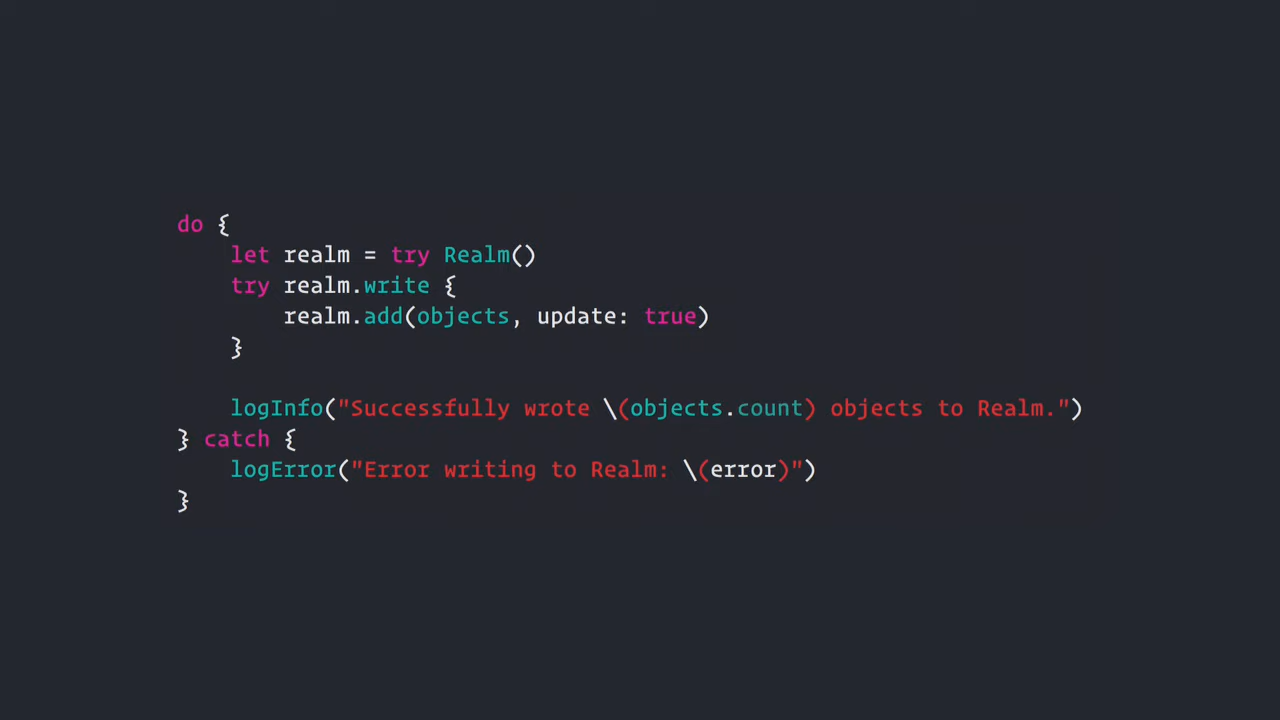 do {
    let realm = try Realm()
    try realm.write {
        realm.add(objects, update: true)
    }

    logInfo("Successfully wrote \(objects.count) objects to Realm.")
} catch {
    logError("Error writing to Realm: \(error)")
}